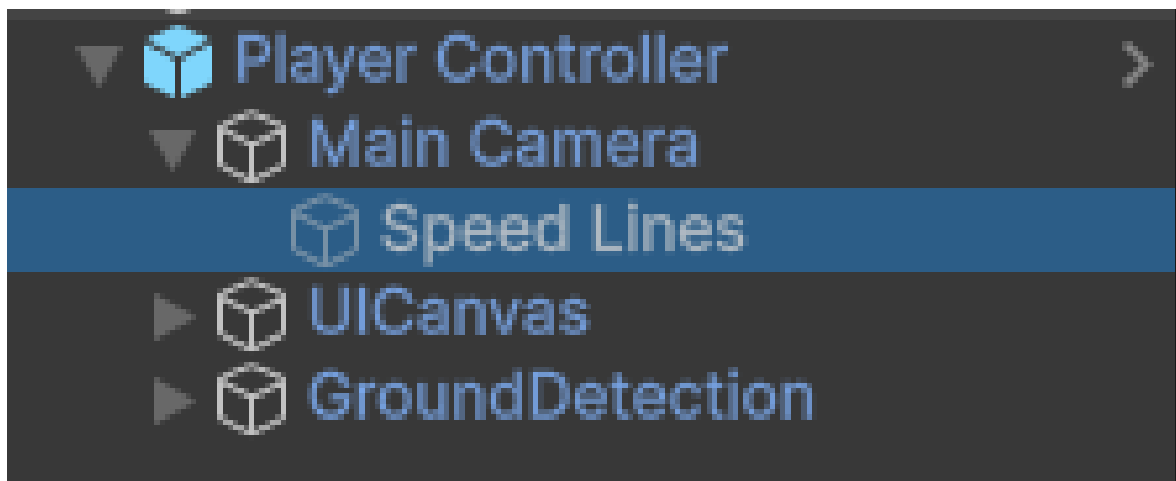 Player Controller
Main Camera
Speed Lines
UICanvas
GroundDetection